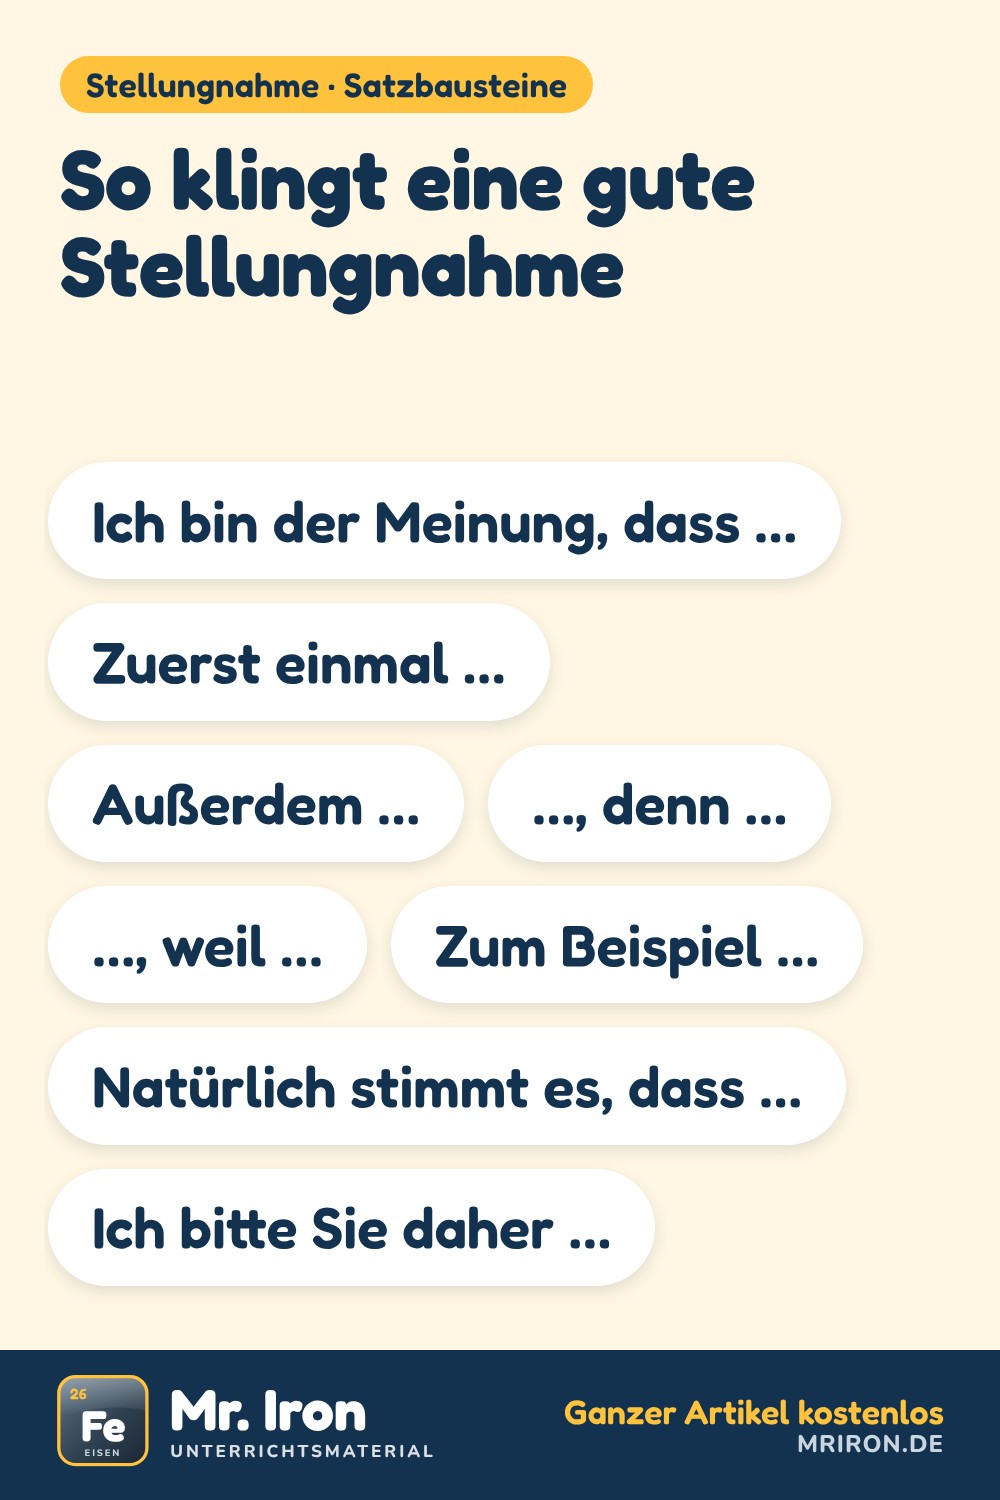 Stellungnahme · Satzbausteine
So klingt eine gute
Stellungnahme
Ich bin der Meinung, dass ...
Zuerst einmal ...
Außerdem ...
..., denn ...
..., weil ...
Zum Beispiel ...
Natürlich stimmt es, dass ...
Ich bitte Sie daher ...
26
Fe
EISEN
Mr. Iron
UNTERRICHTSMATERIAL
Ganzer Artikel kostenlos
MRIRON.DE